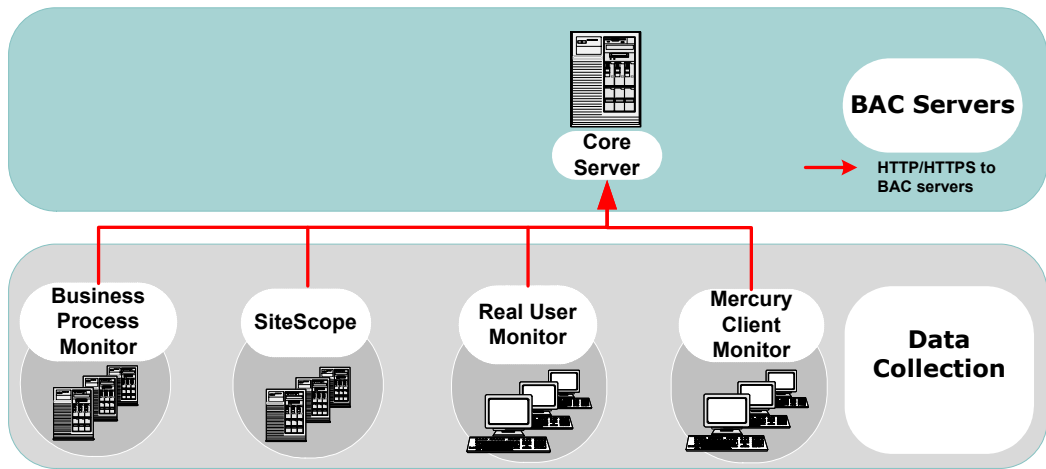 Core
Server
BAC Servers
HTTP/HTTPS to
BAC servers
Business
Process
Monitor
SiteScope
Real User
Monitor
Mercury
Client
Monitor
Data
Collection